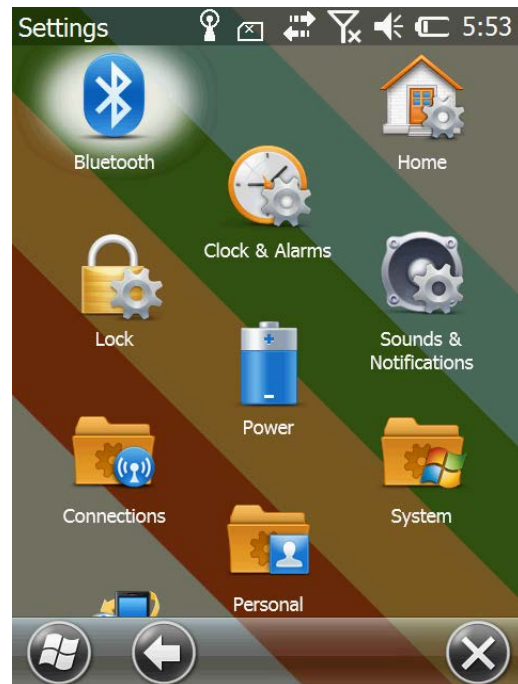 Settings 5:53
Bluetooth
Home
Clock & Alarms
Lock
Sounds &
Notifications
Power
Connections
System
Personal